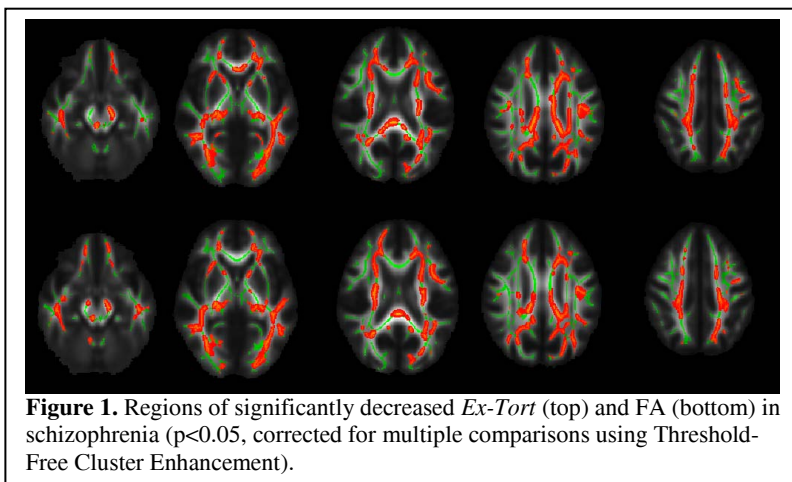 Figure 1. Regions of significantly decreased Ex-Tort (top) and FA (bottom) in
schizophrenia (p<0.05, corrected for multiple comparisons using Threshold-
Free Cluster Enhancement).